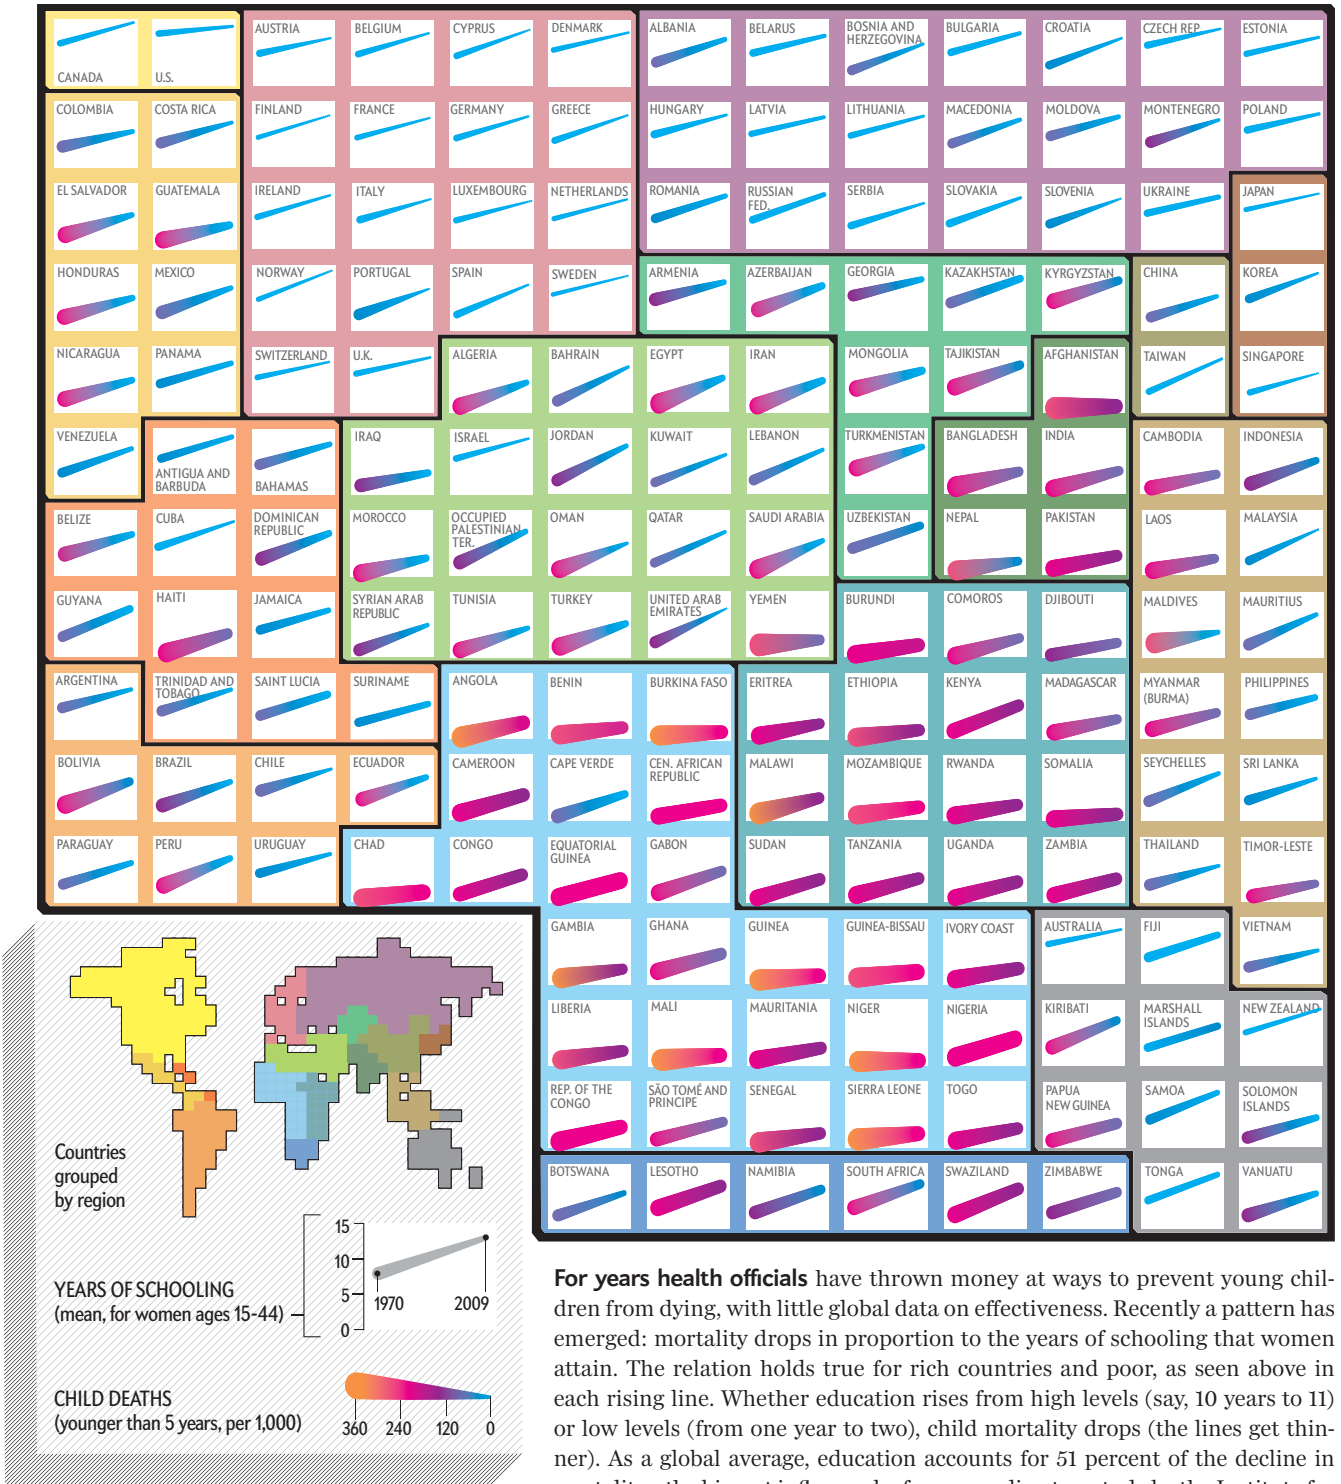 CANADA
U.S.
AUSTRIA
BELGIUM
CYPRUS
DENMARK
ALBANIA
BELARUS
BOSNIA AND
HERZEGOVINA
BULGARIA
CROATIA
CZECH REP.
ESTONIA
COLOMBIA
COSTA RICA
FINLAND
FRANCE
GERMANY
GREECE
HUNGARY
LATVIA
LITHUANIA
MACEDONIA
MOLDOVA
MONTENEGRO
POLAND
EL SALVADOR
GUATEMALA
IRELAND
ITALY
LUXEMBOURG
NETHERLANDS
ROMANIA
RUSSIAN
FED.
SERBIA
SLOVAKIA
SLOVENIA
UKRAINE
JAPAN
HONDURAS
MEXICO
NORWAY
PORTUGAL
SPAIN
SWEDEN
ARMENIA
AZERBAIJAN
GEORGIA
KAZAKHSTAN
KYRGYZSTAN
CHINA
KOREA
NICARAGUA
PANAMA
SWITZERLAND
U.K.
ALGERIA
BAHRAIN
EGYPT
IRAN
MONGOLIA
TAJIKISTAN
AFGHANISTAN
TAIWAN
SINGAPORE
VENEZUELA
ANTIGUA AND
BARBUDA
BAHAMAS
IRAQ
ISRAEL
JORDAN
KUWAIT
LEBANON
TURKMENISTAN
BANGLADESH
INDIA
CAMBODIA
INDONESIA
BELIZE
CUBA
DOMINICAN
REPUBLIC
MOROCCO
OCCUPIED
PALESTINIAN
TER.
OMAN
QATAR
SAUDI ARABIA
UZBEKISTAN
NEPAL
PAKISTAN
LAOS
MALAYSIA
GUYANA
HAITI
JAMAICA
SYRIAN ARAB
REPUBLIC
TUNISIA
TURKEY
UNITED ARAB
EMIRATES
YEMEN
BURUNDI
COMOROS
DJIBOUTI
MALDIVES
MAURITIUS
ARGENTINA
TRINIDAD AND
TOBAGO
SAINT LUCIA
SURINAME
ANGOLA
BENIN
BURKINA FASO
ERITREA
ETHIOPIA
KENYA
MADAGASCAR
MYANMAR
(BURMA)
PHILIPPINES
BOLIVIA
BRAZIL
CHILE
ECUADOR
CAMEROON
CAPE VERDE
CEN. AFRICAN
REPUBLIC
MALAWI
MOZAMBIQUE
RWANDA
SOMALIA
SEYCHELLES
SRI LANKA
PARAGUAY
PERU
URUGUAY
CHAD
CONGO
EQUATORIAL
GUINEA
GABON
SUDAN
TANZANIA
UGANDA
ZAMBIA
THAILAND
TIMOR-LESTE
GAMBIA
GHANA
GUINEA
GUINEA-BISSAU
IVORY COAST
AUSTRALIA
FIJI
VIETNAM
LIBERIA
MALI
MAURITANIA
NIGER
NIGERIA
KIRIBATI
MARSHALL
ISLANDS
NEW ZEALAND
REP. OF THE
CONGO
SÃO TOMÉ AND
PRINCIPE
SENEGAL
SIERRA LEONE
TOGO
PAPUA
NEW GUINEA
SAMOA
SOLOMON
ISLANDS
BOTSWANA
LESOTHO
NAMIBIA
SOUTH AFRICA
SWAZILAND
ZIMBABWE
TONGA
VANUATU
Countries
grouped
by region
YEARS OF SCHOOLING
(mean, for women ages 15-44)
15
10
5
0
1970
2009
CHILD DEATHS
(younger than 5 years, per 1,000)
360
240
120
0
For years health officials have thrown money at ways to prevent young chil-
dren from dying, with little global data on effectiveness. Recently a pattern has
emerged: mortality drops in proportion to the years of schooling that women
attain. The relation holds true for rich countries and poor, as seen above in
each rising line. Whether education rises from high levels (say, 10 years to 11)
or low levels (from one year to two), child mortality drops (the lines get thin-
ner). As a global average, education accounts for 51 percent of the decline in